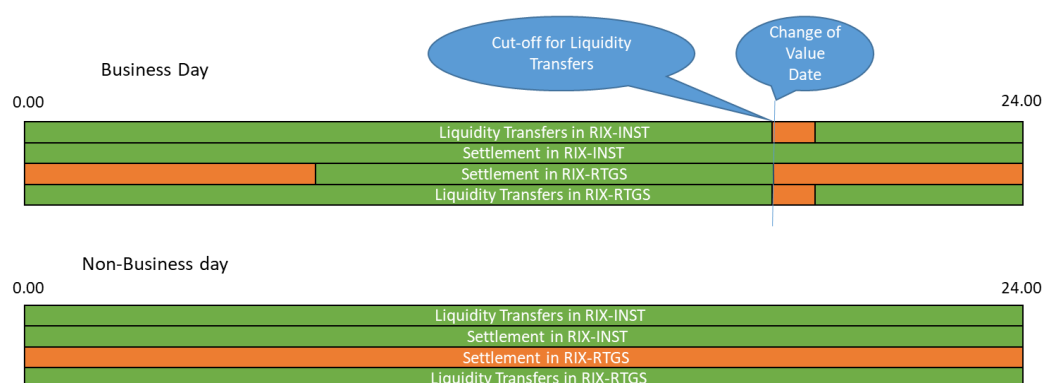 Cut-off for Liquidity
Transfers
Change of
Value
Date
Business Day
0.00
24.00
Liquidity Transfers in RIX-INST
Settlement in RIX-INST
Settlement in RIX-RTGS
Liquidity Transfers in RIX-RTGS
Non-Business day
0.00
24.00
Liquidity Transfers in RIX-INST
Settlement in RIX-INST
Settlement in RIX-RTGS
Liquidity Transfers in RIX-RTGS